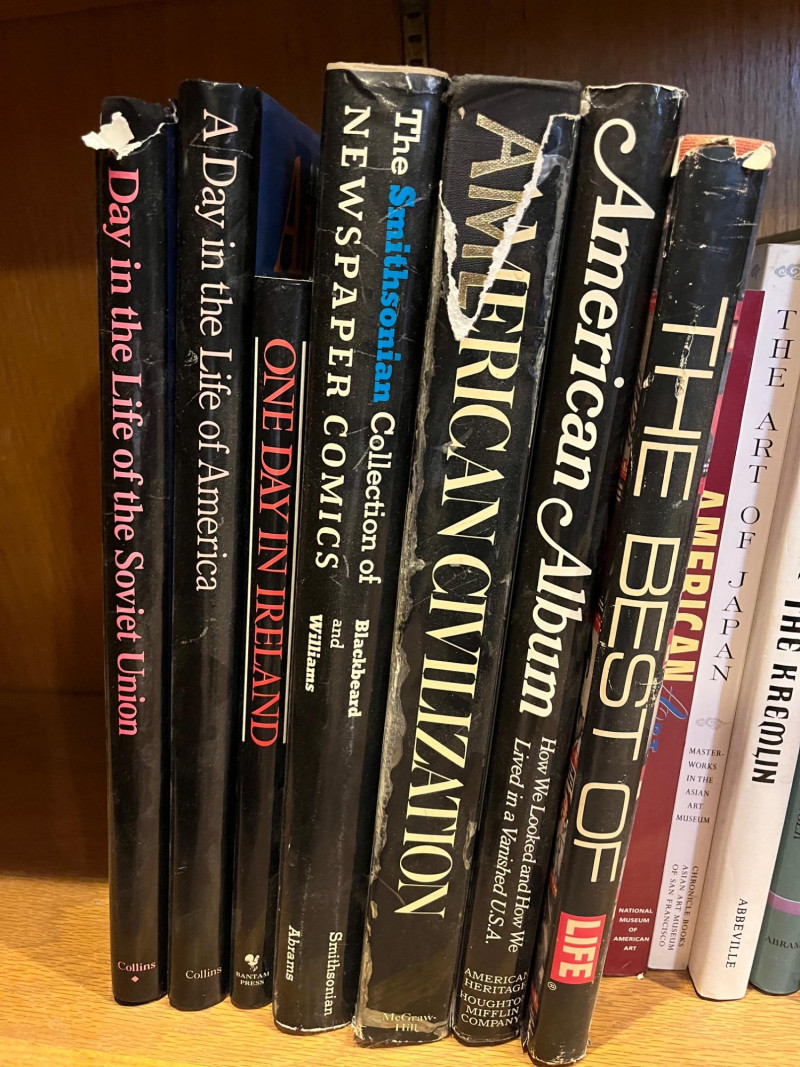 Day in the Life of the Soviet Union
Collins
A Day in the Life of America
Collins
ONE DAY IN IRELAND
BANTAM
PRESS
The Smithsonian Collection of
NEWSPAPER COMICS
Blackbeard
and
Williams
Smithsonian
Abrams
AMERICAN CIVILIZATION
McGraw-
Hill
American Album
How We Looked and How We
Lived in a Vanished U.S.A.
AMERICAN
HERITAGE
HOUGHTON
MIFFLIN
COMPANY
THE BEST OF
LIFE®
AMERICAN
NATIONAL
MUSEUM
OF
AMERICAN
ART
THE ART OF JAPAN
MASTER-
WORKS
IN THE
ASIAN
ART
MUSEUM
CHRONICLE BOOKS
ASIAN ART MUSEUM
OF SAN FRANCISCO
THE KREMLIN
ABBEVILLE
ABRAM